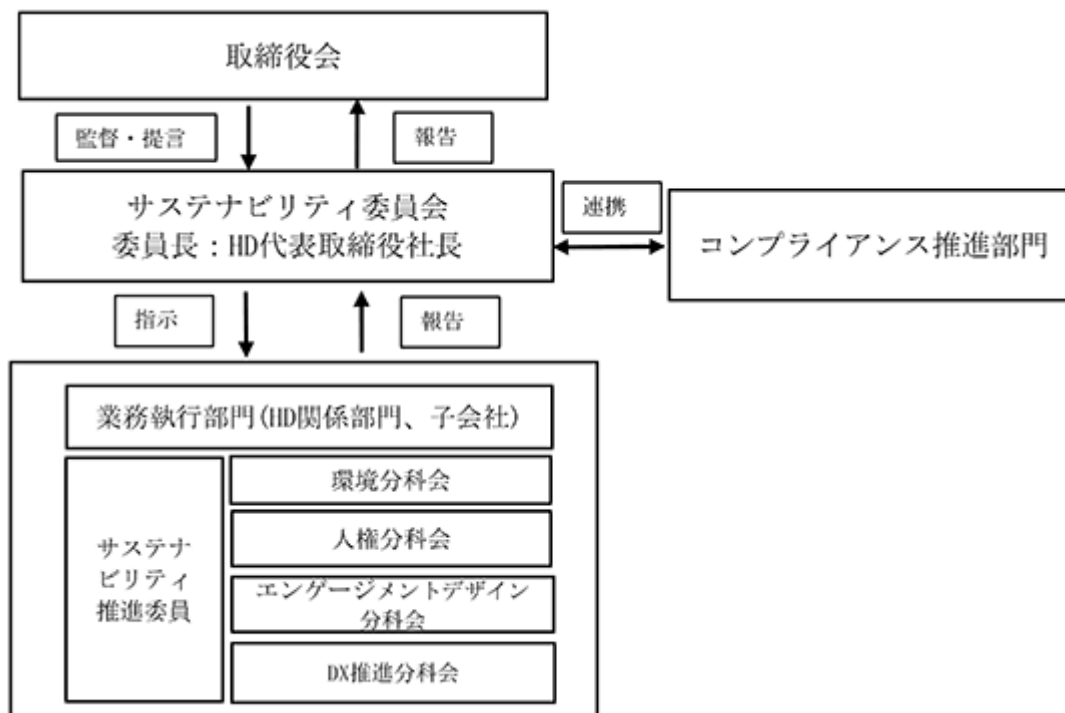 取締役会
監督・提言
報告
サステナビリティ委員会
委員長：HD代表取締役社長
連携
コンプライアンス推進部門
指示
報告
業務執行部門(HD関係部門、子会社)
サステナ
ビリティ
推進委員
環境分科会
人権分科会
エンゲージメントデザイン
分科会
DX推進分科会